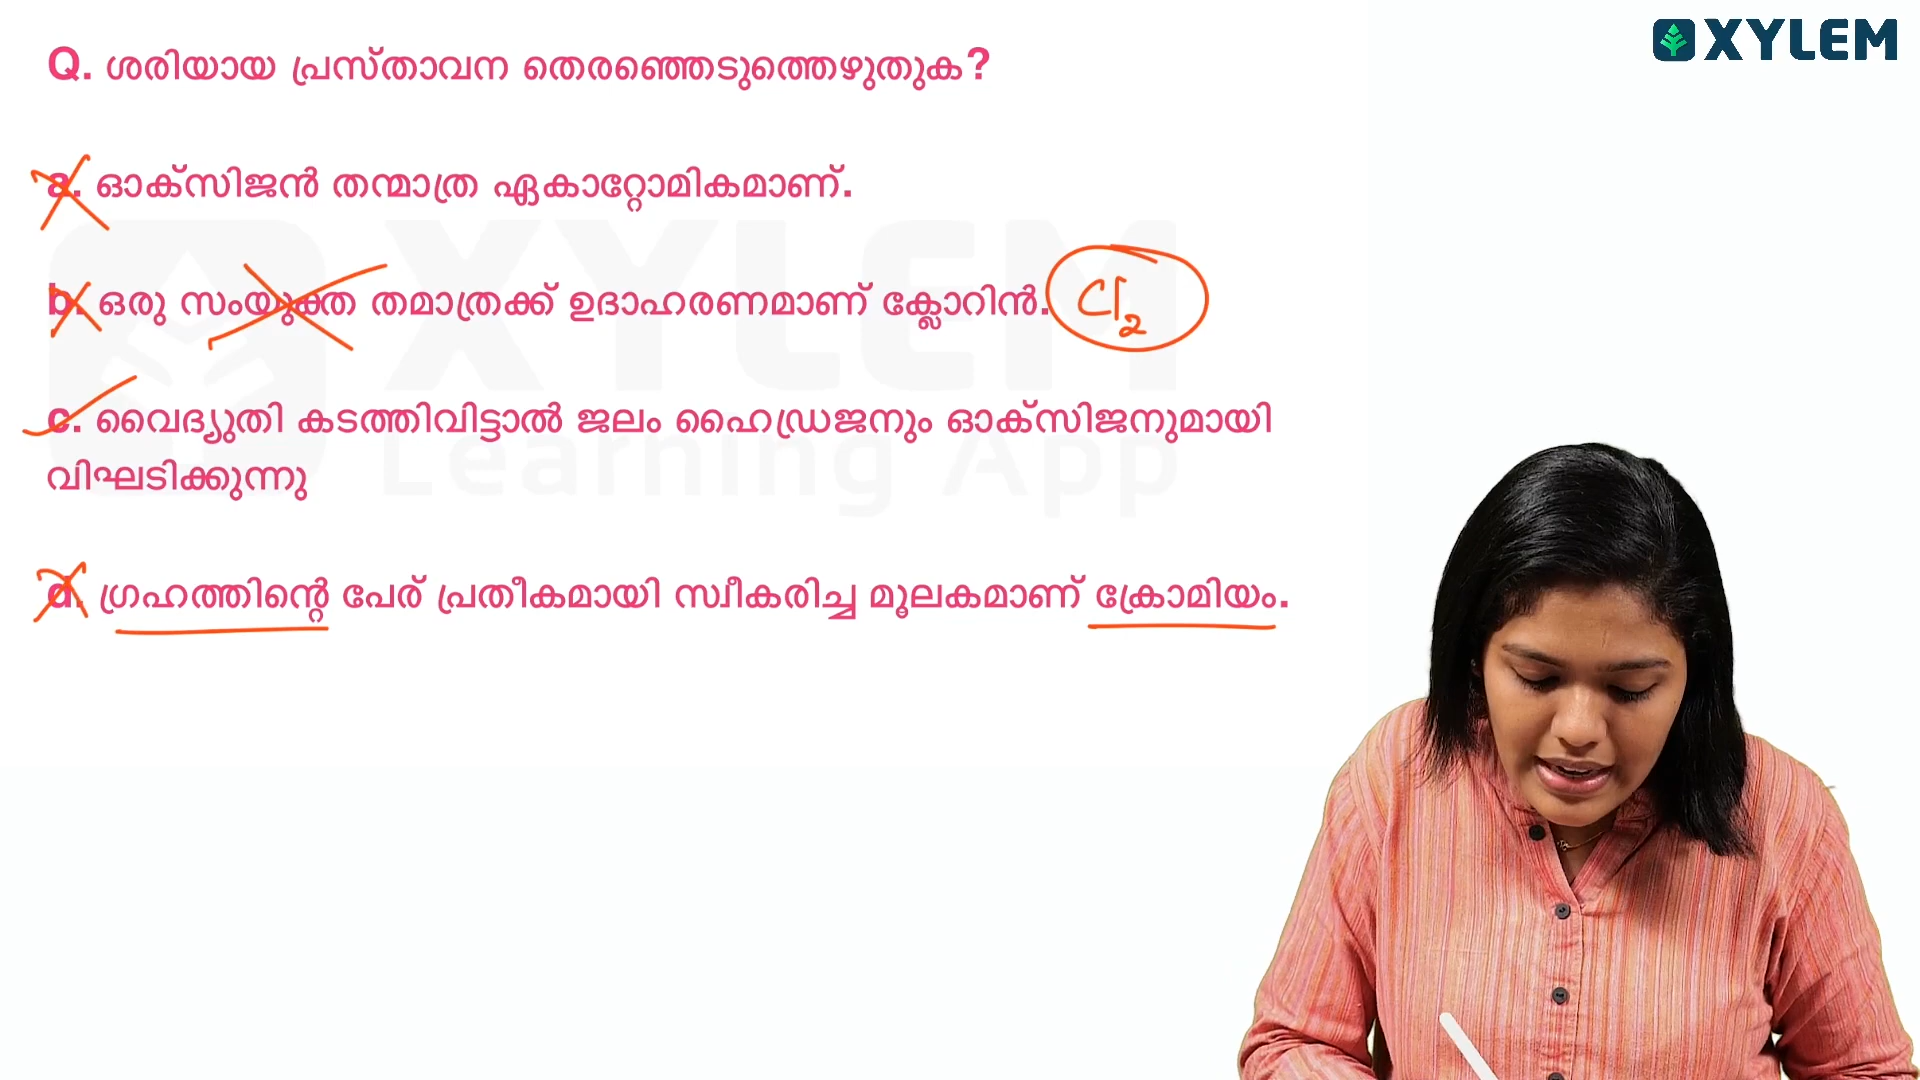 XYLEM
Q. ശരിയായ പ്രസ്താവന തെരഞ്ഞെടുത്തെഴുതുക?
a. ഓക്സിജൻ തന്മാത്ര ഏകാറ്റോമികമാണ്.
b. ഒരു സംയുക്ത തമാത്രക്ക് ഉദാഹരണമാണ് ക്ലോറിൻ. Cl₂
c. വൈദ്യുതി കടത്തിവിട്ടാൽ ജലം ഹൈഡ്രജനും ഓക്സിജനുമായി
വിഘടിക്കുന്നു
d. ഗ്രഹത്തിന്റെ പേര് പ്രതീകമായി സ്വീകരിച്ച മൂലകമാണ് ക്രോമിയം.
XYLEM
Learning App